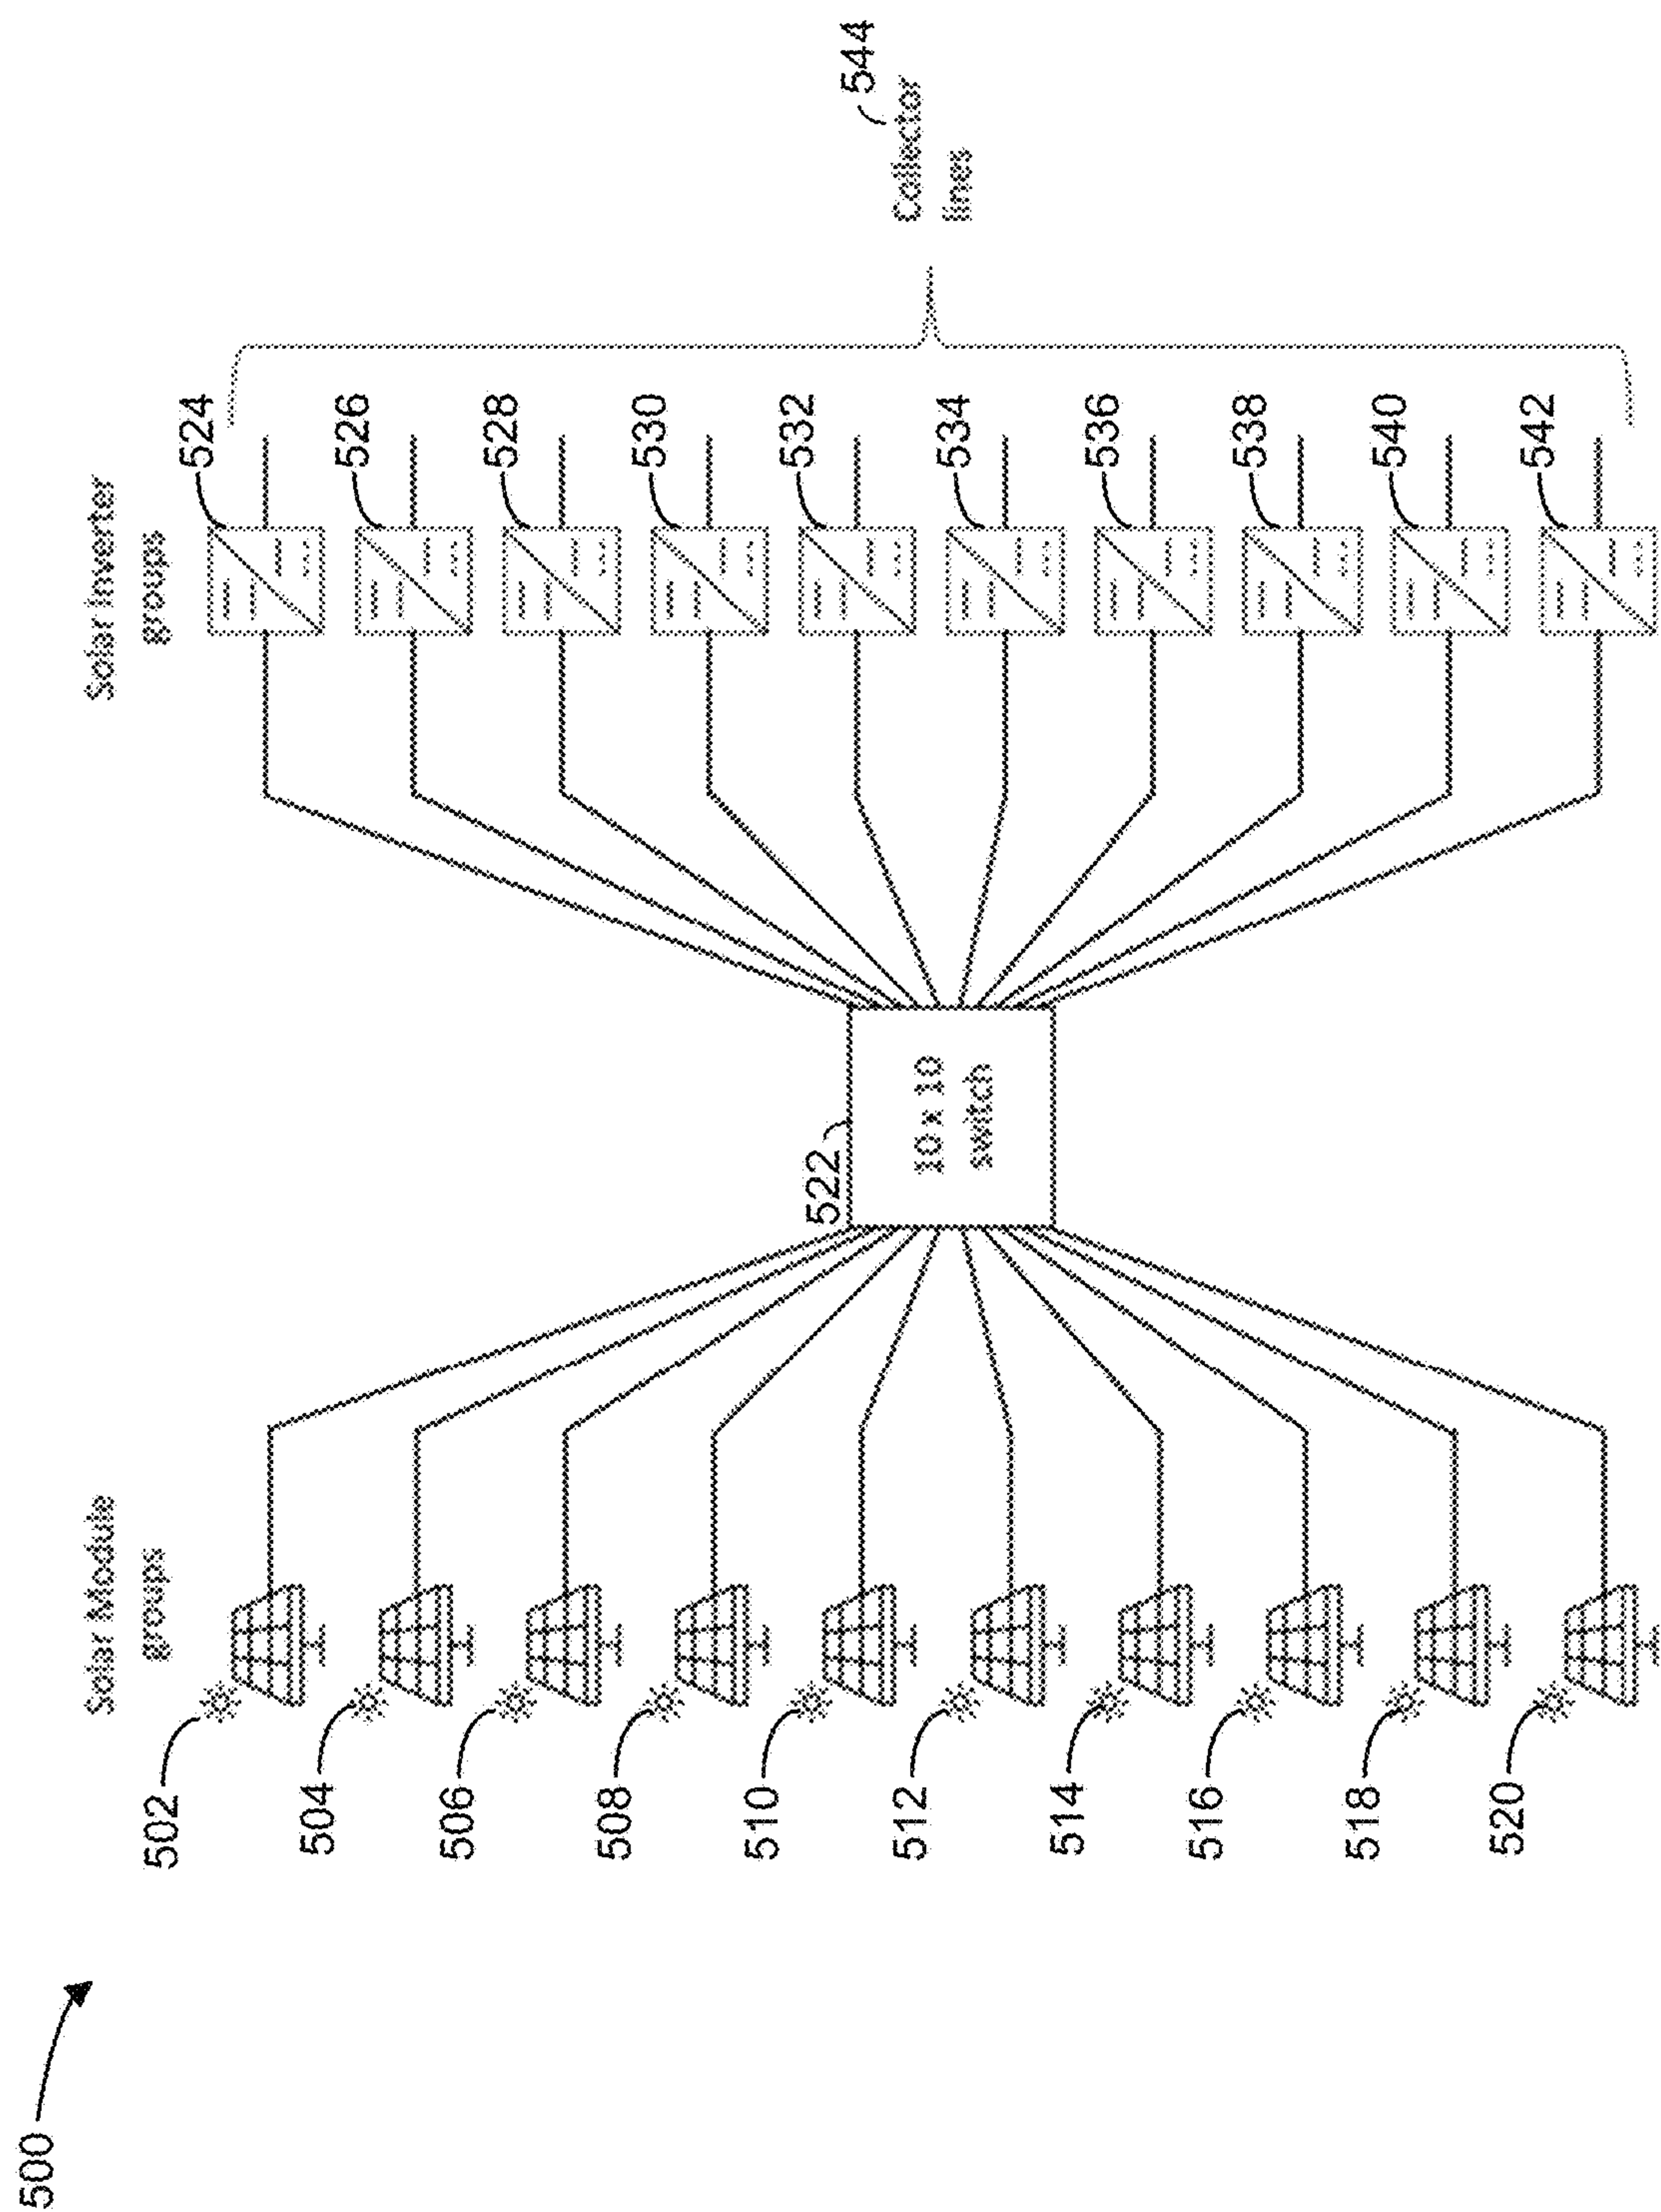 500
Solar Module
groups
502
504
506
508
510
512
514
516
518
520
522
10 x 10
switch
Solar Inverter
groups
524
526
528
530
532
534
536
538
540
542
544
Collector
lines